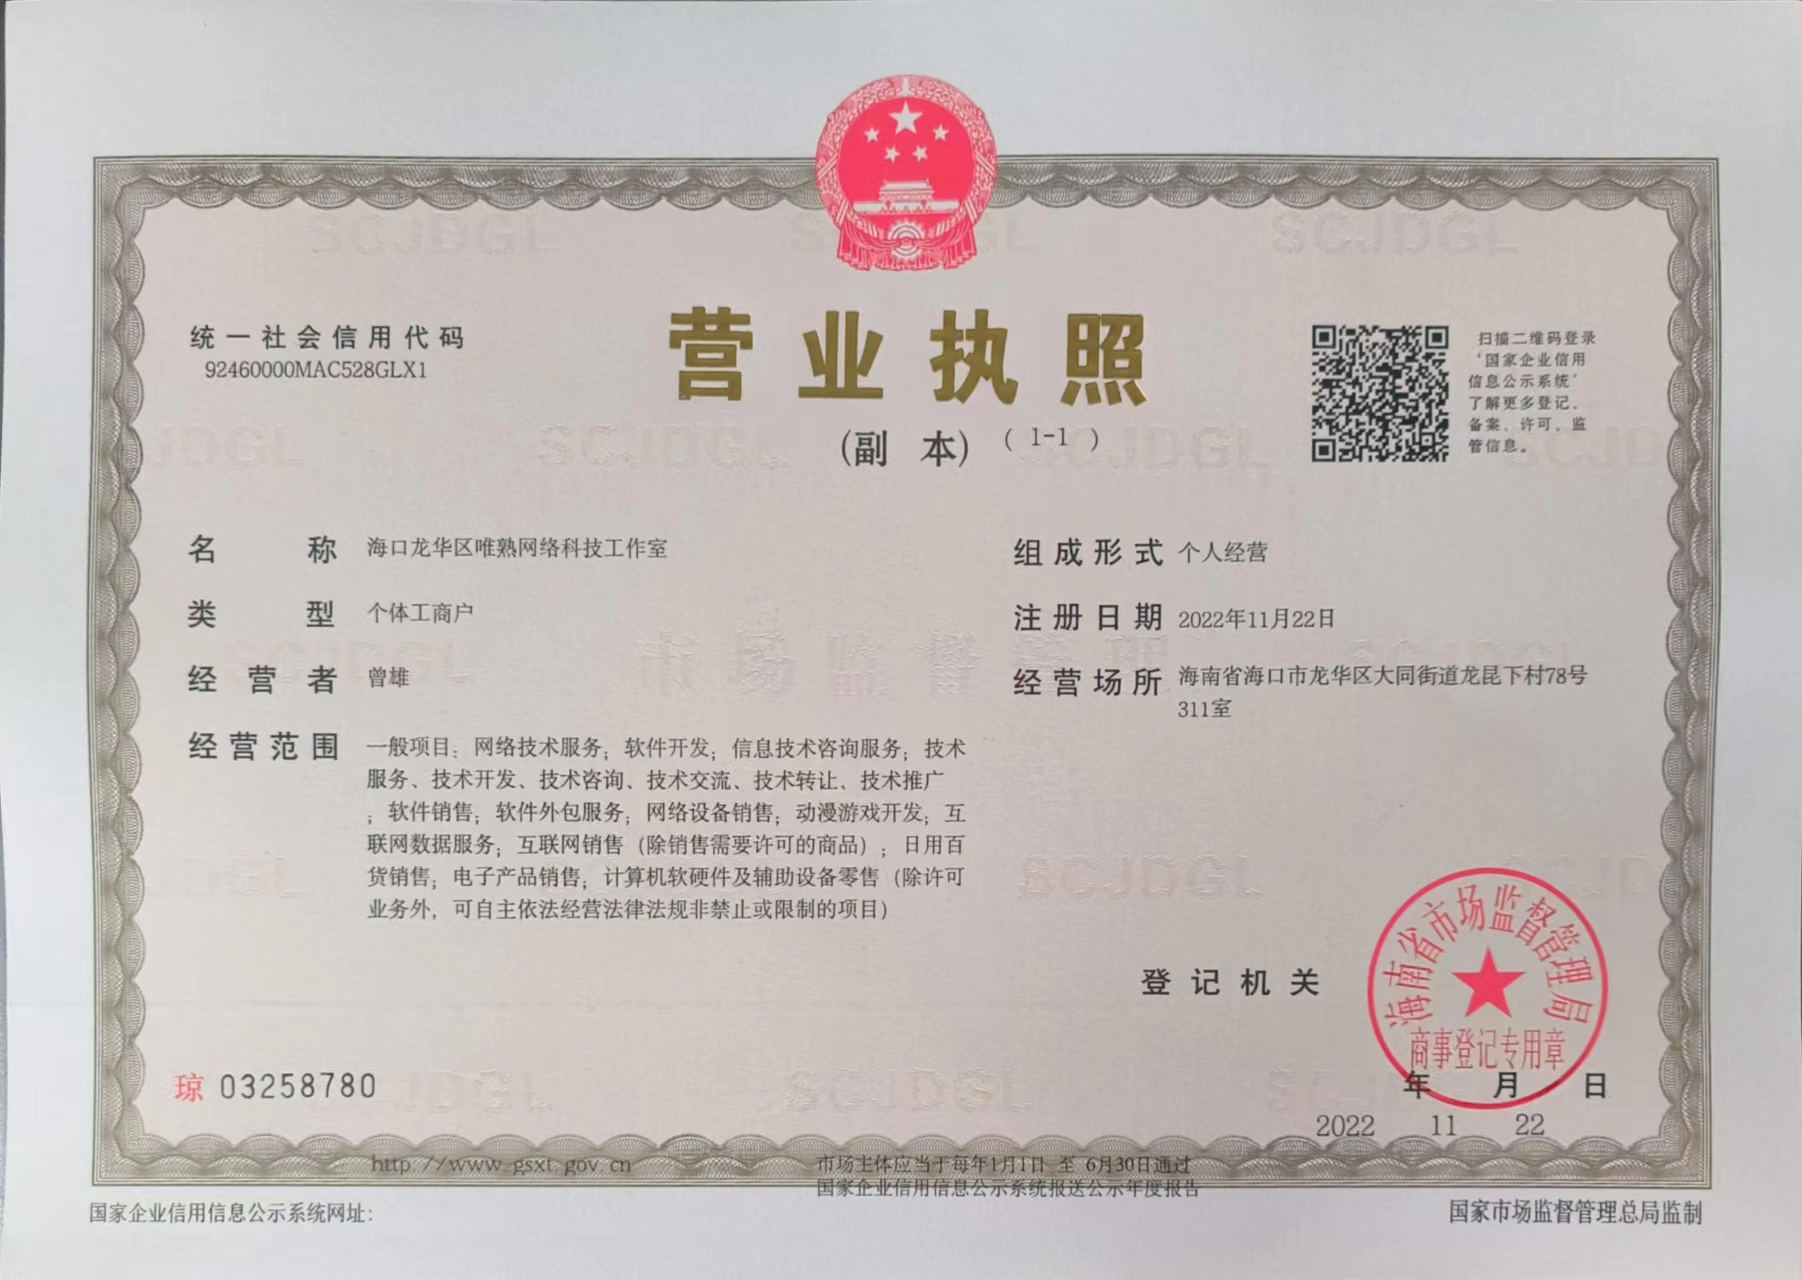 统一社会信用代码
92460000MAC528GLX1
营业执照
(副 本) ( 1-1 )
扫描二维码登录
‘国家企业信用
信息公示系统’
了解更多登记、
备案、许可、监
管信息。
名称 海口龙华区唯熟网络科技工作室
类型 个体工商户
经营者 曾雄
经营范围 一般项目：网络技术服务；软件开发；信息技术咨询服务；技术
服务、技术开发、技术咨询、技术交流、技术转让、技术推广
；软件销售；软件外包服务；网络设备销售；动漫游戏开发；互
联网数据服务；互联网销售（除销售需要许可的商品）；日用百
货销售；电子产品销售；计算机软硬件及辅助设备零售（除许可
业务外，可自主依法经营法律法规非禁止或限制的项目）
组成形式 个人经营
注册日期 2022年11月22日
经营场所 海南省海口市龙华区大同街道龙昆下村78号
311室
登记机关
海南省市场监督管理局
商事登记专用章
年 月 日
2022 11 22
琼 03258780
http://www.gsxt.gov.cn
市场主体应当于每年1月1日 至 6月30日通过
国家企业信用信息公示系统报送公示年度报告
国家企业信用信息公示系统网址:
国家市场监督管理总局监制
SCJDGL
市场监督管理